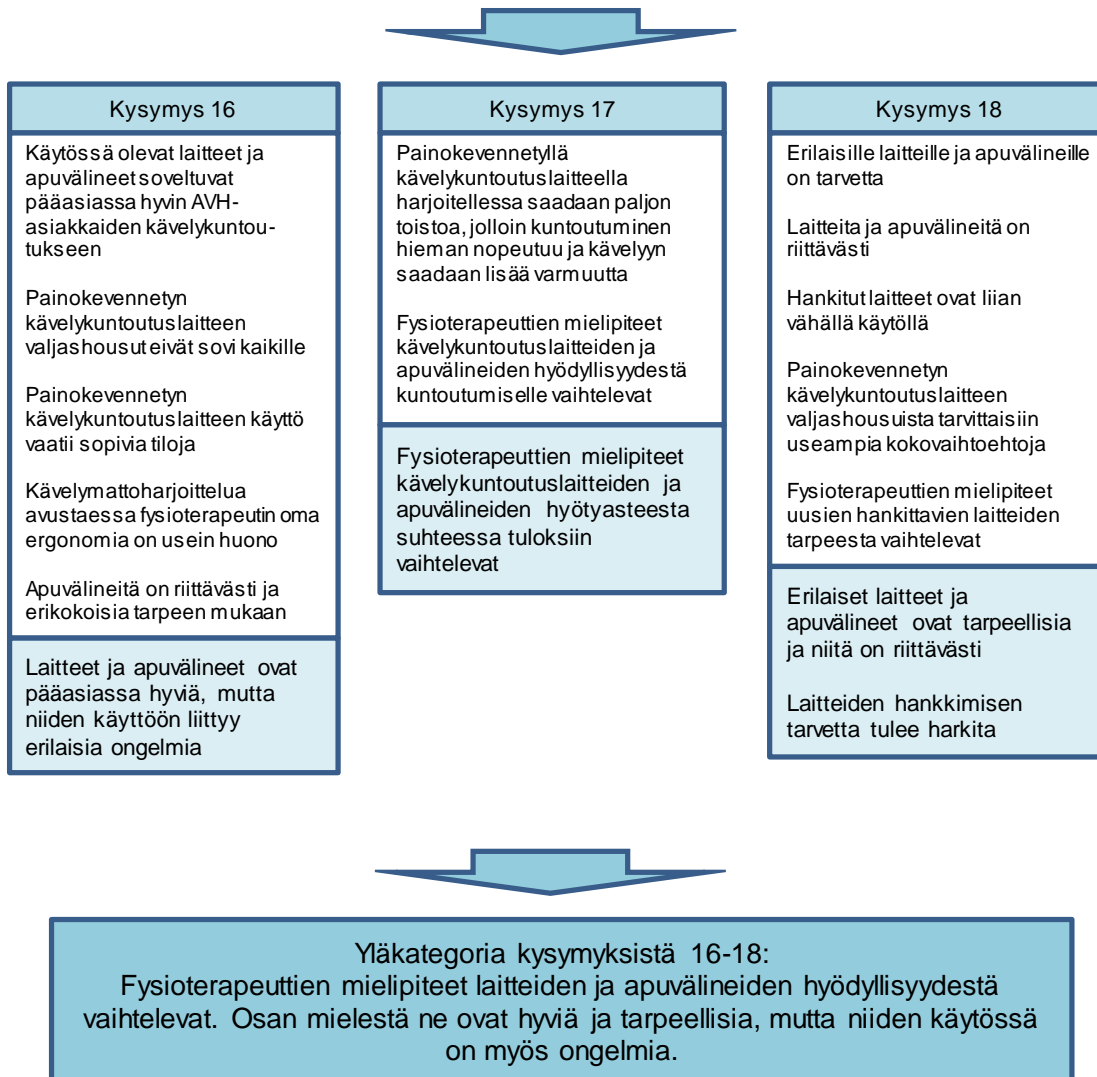 Kysymys 16
Käytössä olevat laitteet ja
apuvälineet soveltuvat
pääasiassa hyvin AVH-
asiakkaiden kävelykuntou-
tukseen
Painokevennetyn
kävelykuntoutuslaitteen
valjashousut eivät sovi kaikille
Painokevennetyn
kävelykuntoutuslaitteen käyttö
vaatii sopivia tiloja
Kävelymattoharjoittelua
avustaessa fysioterapeutin oma
ergonomia on usein huono
Apuvälineitä on riittävästi ja
erikokoisia tarpeen mukaan
Laitteet ja apuvälineet ovat
pääasiassa hyviä, mutta
niiden käyttöön liittyy
erilaisia ongelmia
Kysymys 17
Painokevennetyllä
kävelykuntoutuslaitteella
harjoitellessa saadaan paljon
toistoa, jolloin kuntoutuminen
hieman nopeutuu ja kävelyyn
saadaan lisää varmuutta
Fysioterapeuttien mielipiteet
kävelykuntoutuslaitteiden ja
apuvälineiden hyödyllisyydestä
kuntoutumiselle vaihtelevat
Fysioterapeuttien mielipiteet
kävelykuntoutuslaitteiden ja
apuvälineiden hyötyasteesta
suhteessa tuloksiin
vaihtelevat
Kysymys 18
Erilaisille laitteille ja apuvälineille
on tarvetta
Laitteita ja apuvälineitä on
riittävästi
Hankitut laitteet ovat liian
vähällä käytöllä
Painokevennetyn
kävelykuntoutuslaitteen
valjashousuista tarvittaisiin
useampia kokovaihtoehtoja
Fysioterapeuttien mielipiteet
uusien hankittavien laitteiden
tarpeesta vaihtelevat
Erilaiset laitteet ja
apuvälineet ovat tarpeellisia
ja niitä on riittävästi
Laitteiden hankkimisen
tarvetta tulee harkita
Yläkategoria kysymyksistä 16-18:
Fysioterapeuttien mielipiteet laitteiden ja apuvälineiden hyödyllisyydestä
vaihtelevat. Osan mielestä ne ovat hyviä ja tarpeellisia, mutta niiden käytössä
on myös ongelmia.